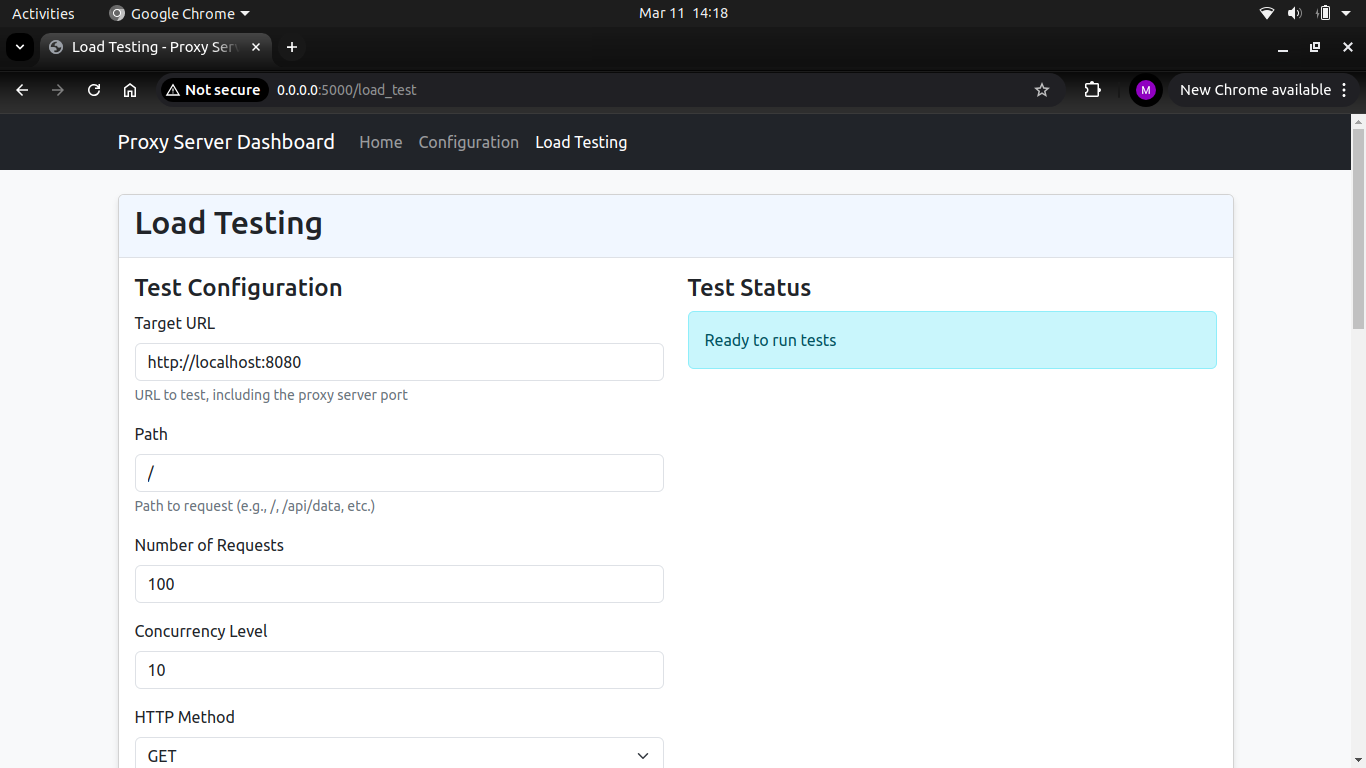 Activities
Google Chrome
Mar 11 14:18
Load Testing - Proxy Ser
Not secure
0.0.0.0:5000/load_test
M
New Chrome available
Proxy Server Dashboard
Home
Configuration
Load Testing
Load Testing
Test Configuration
Target URL
http://localhost:8080
URL to test, including the proxy server port
Path
/
Path to request (e.g., /, /api/data, etc.)
Number of Requests
100
Concurrency Level
10
HTTP Method
GET
Test Status
Ready to run tests